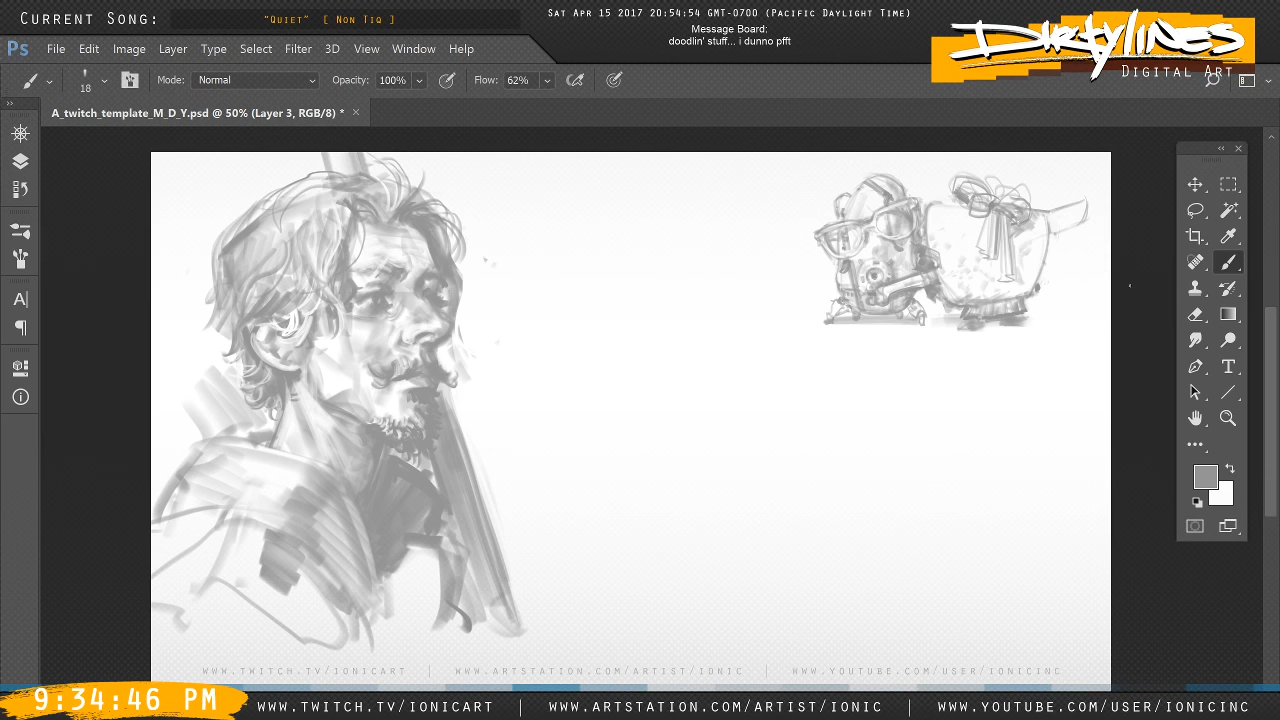 Current Song:
"Quiet" [ Non Tiq ]
Sat Apr 15 2017 20:54:54 GMT-0700 (Pacific Daylight Time)
Message Board:
doodlin' stuff... i dunno pfft
Dirtylines
Digital Art
Ps File Edit Image Layer Type Select Filter 3D View Window Help
18 Mode: Normal Opacity: 100% Flow: 62%
A_twitch_template_M_D_Y.psd @ 50% (Layer 3, RGB/8) * ×
www.twitch.tv/ionicart | www.artstation.com/artist/ionic | www.youtube.com/user/ionicinc
9:34:46 PM
www.twitch.tv/ionicart | www.artstation.com/artist/ionic | www.youtube.com/user/ionicinc